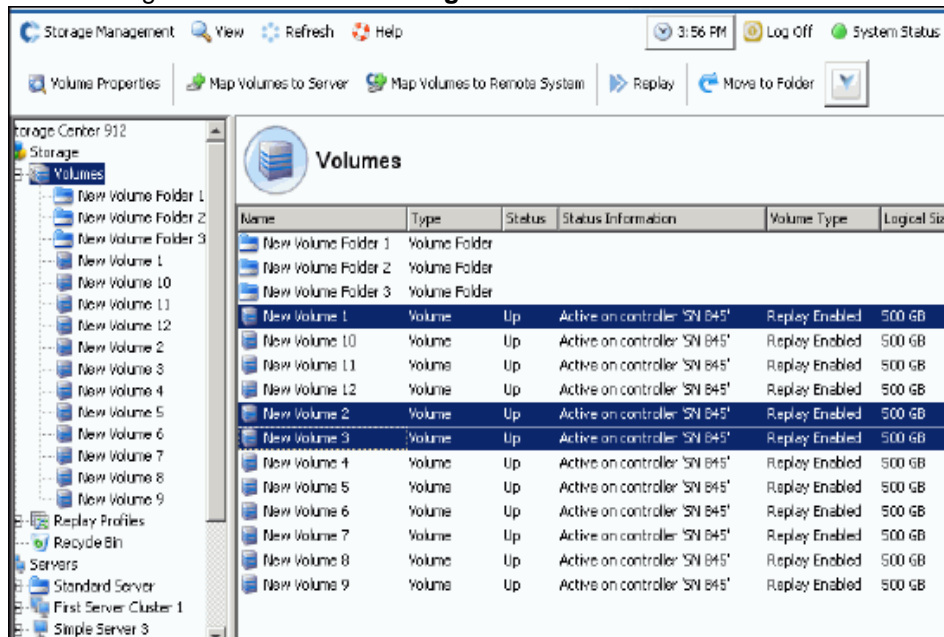 Storage Management View Refresh Help 3:56 PM Log Off System Status
Volume Properties Map Volumes to Server Map Volumes to Remote System Replay Move to Folder
torage Center 912
Storage
Volumes
New Volume Folder 1
New Volume Folder 2
New Volume Folder 3
New Volume 1
New Volume 10
New Volume 11
New Volume 12
New Volume 2
New Volume 3
New Volume 4
New Volume 5
New Volume 6
New Volume 7
New Volume 8
New Volume 9
Replay Profiles
Recycle Bin
Servers
Standard Server
First Server Cluster 1
Simple Server 3
Volumes
Name Type Status Status Information Volume Type Logical Siz
New Volume Folder 1 Volume Folder
New Volume Folder 2 Volume Folder
New Volume Folder 3 Volume Folder
New Volume 1 Volume Up Active on controller 'SN 845' Replay Enabled 500 GB
New Volume 10 Volume Up Active on controller 'SN 845' Replay Enabled 500 GB
New Volume 11 Volume Up Active on controller 'SN 845' Replay Enabled 500 GB
New Volume 12 Volume Up Active on controller 'SN 845' Replay Enabled 500 GB
New Volume 2 Volume Up Active on controller 'SN 845' Replay Enabled 500 GB
New Volume 3 Volume Up Active on controller 'SN 845' Replay Enabled 500 GB
New Volume 4 Volume Up Active on controller 'SN 845' Replay Enabled 500 GB
New Volume 5 Volume Up Active on controller 'SN 845' Replay Enabled 500 GB
New Volume 6 Volume Up Active on controller 'SN 845' Replay Enabled 500 GB
New Volume 7 Volume Up Active on controller 'SN 845' Replay Enabled 500 GB
New Volume 8 Volume Up Active on controller 'SN 845' Replay Enabled 500 GB
New Volume 9 Volume Up Active on controller 'SN 845' Replay Enabled 500 GB